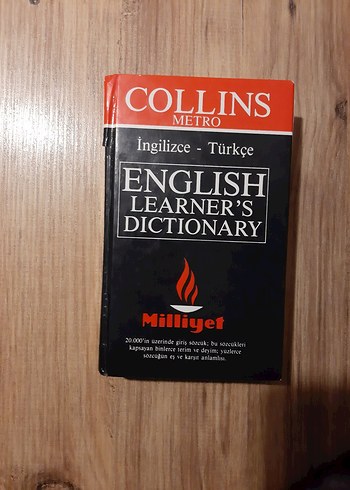 COLLINS
METRO
İngilizce - Türkçe
ENGLISH
LEARNER'S
DICTIONARY
Milliyet
20.000'in üzerinde giriş sözcük; bu sözcükleri
kapsayan binlerce terim ve deyim; yüzlerce
sözcüğün eş ve karşıt anlamlısı.